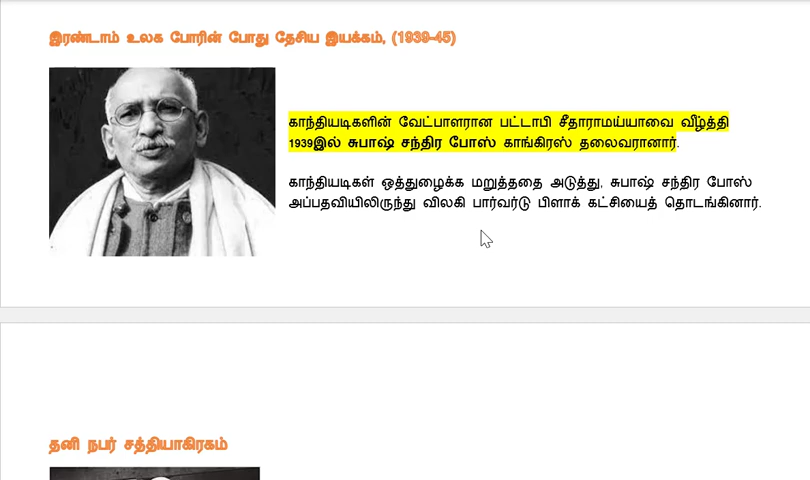 இரண்டாம் உலக போரின் போது தேசிய இயக்கம், (1939-45)
காந்தியடிகளின் வேட்பாளரான பட்டாபி சீதாராமய்யாவை வீழ்த்தி
1939இல் சுபாஷ் சந்திர போஸ் காங்கிரஸ் தலைவரானார்.
காந்தியடிகள் ஒத்துழைக்க மறுத்ததை அடுத்து, சுபாஷ் சந்திர போஸ்
அப்பதவியிலிருந்து விலகி பார்வர்டு பிளாக் கட்சியைத் தொடங்கினார்.
தனி நபர் சத்தியாகிரகம்